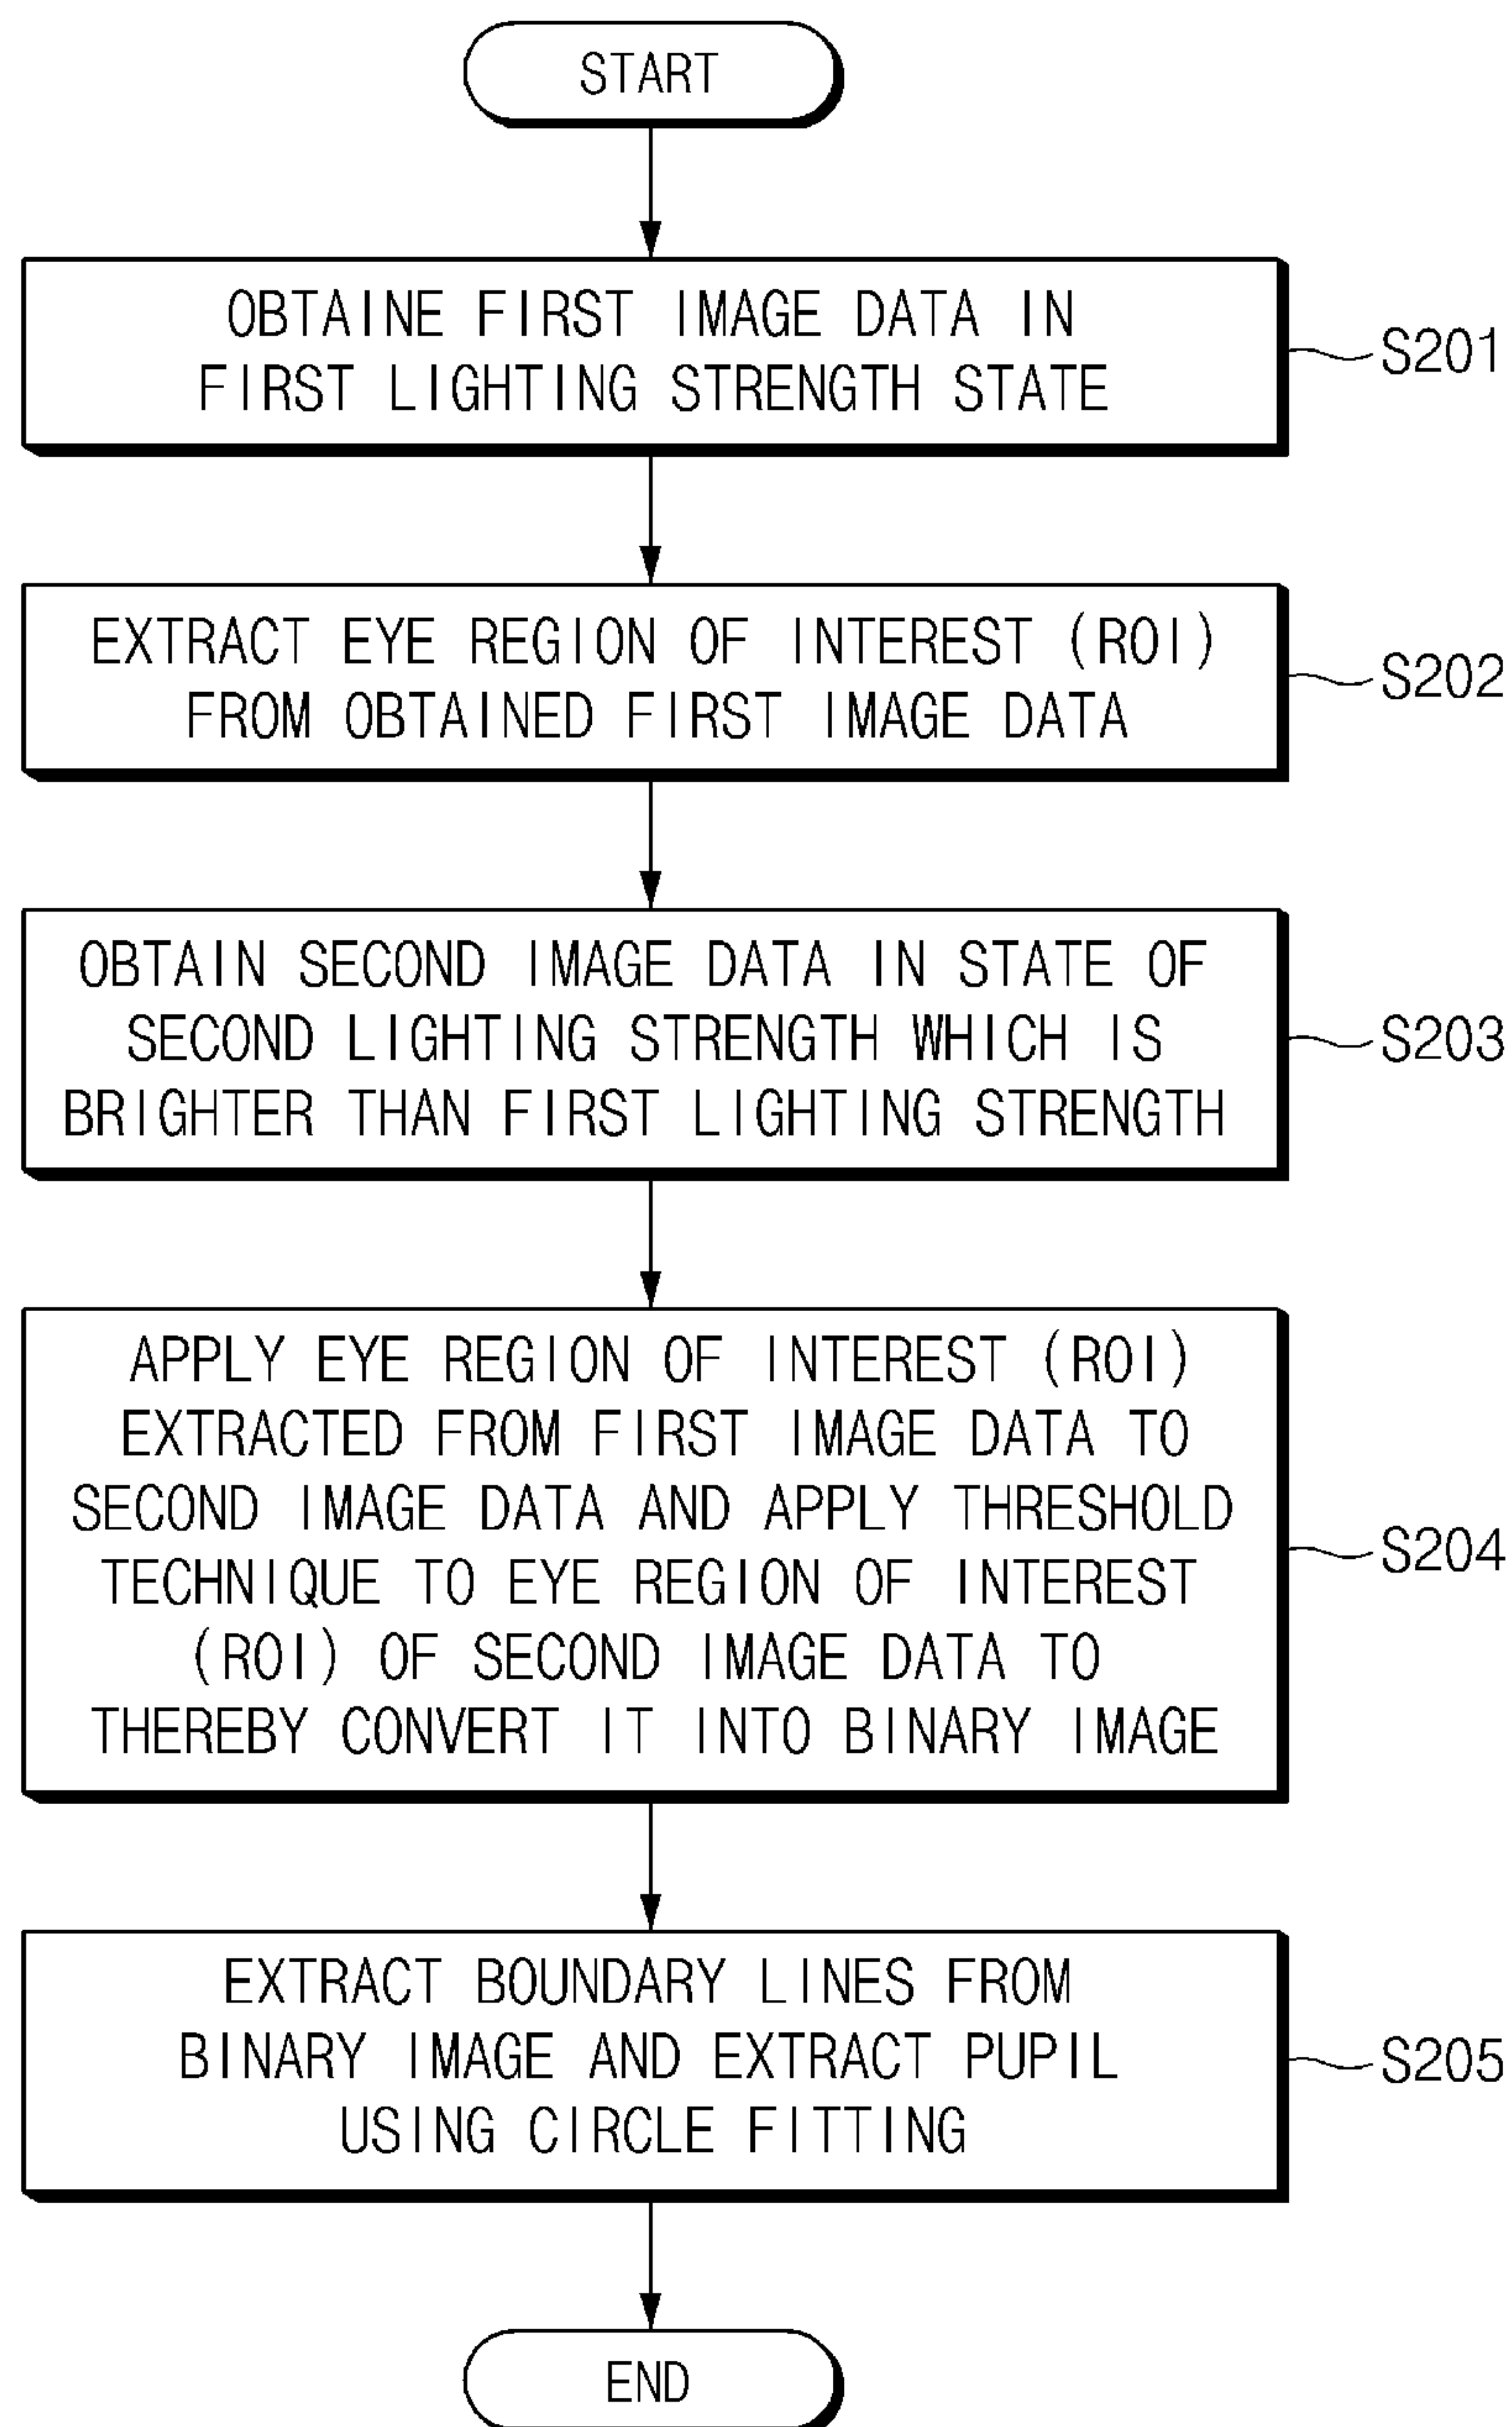 START
OBTAINE FIRST IMAGE DATA IN
FIRST LIGHTING STRENGTH STATE
S201
EXTRACT EYE REGION OF INTEREST (ROI)
FROM OBTAINED FIRST IMAGE DATA
S202
OBTAIN SECOND IMAGE DATA IN STATE OF
SECOND LIGHTING STRENGTH WHICH IS
BRIGHTER THAN FIRST LIGHTING STRENGTH
S203
APPLY EYE REGION OF INTEREST (ROI)
EXTRACTED FROM FIRST IMAGE DATA TO
SECOND IMAGE DATA AND APPLY THRESHOLD
TECHNIQUE TO EYE REGION OF INTEREST
(ROI) OF SECOND IMAGE DATA TO
THEREBY CONVERT IT INTO BINARY IMAGE
S204
EXTRACT BOUNDARY LINES FROM
BINARY IMAGE AND EXTRACT PUPIL
USING CIRCLE FITTING
S205
END